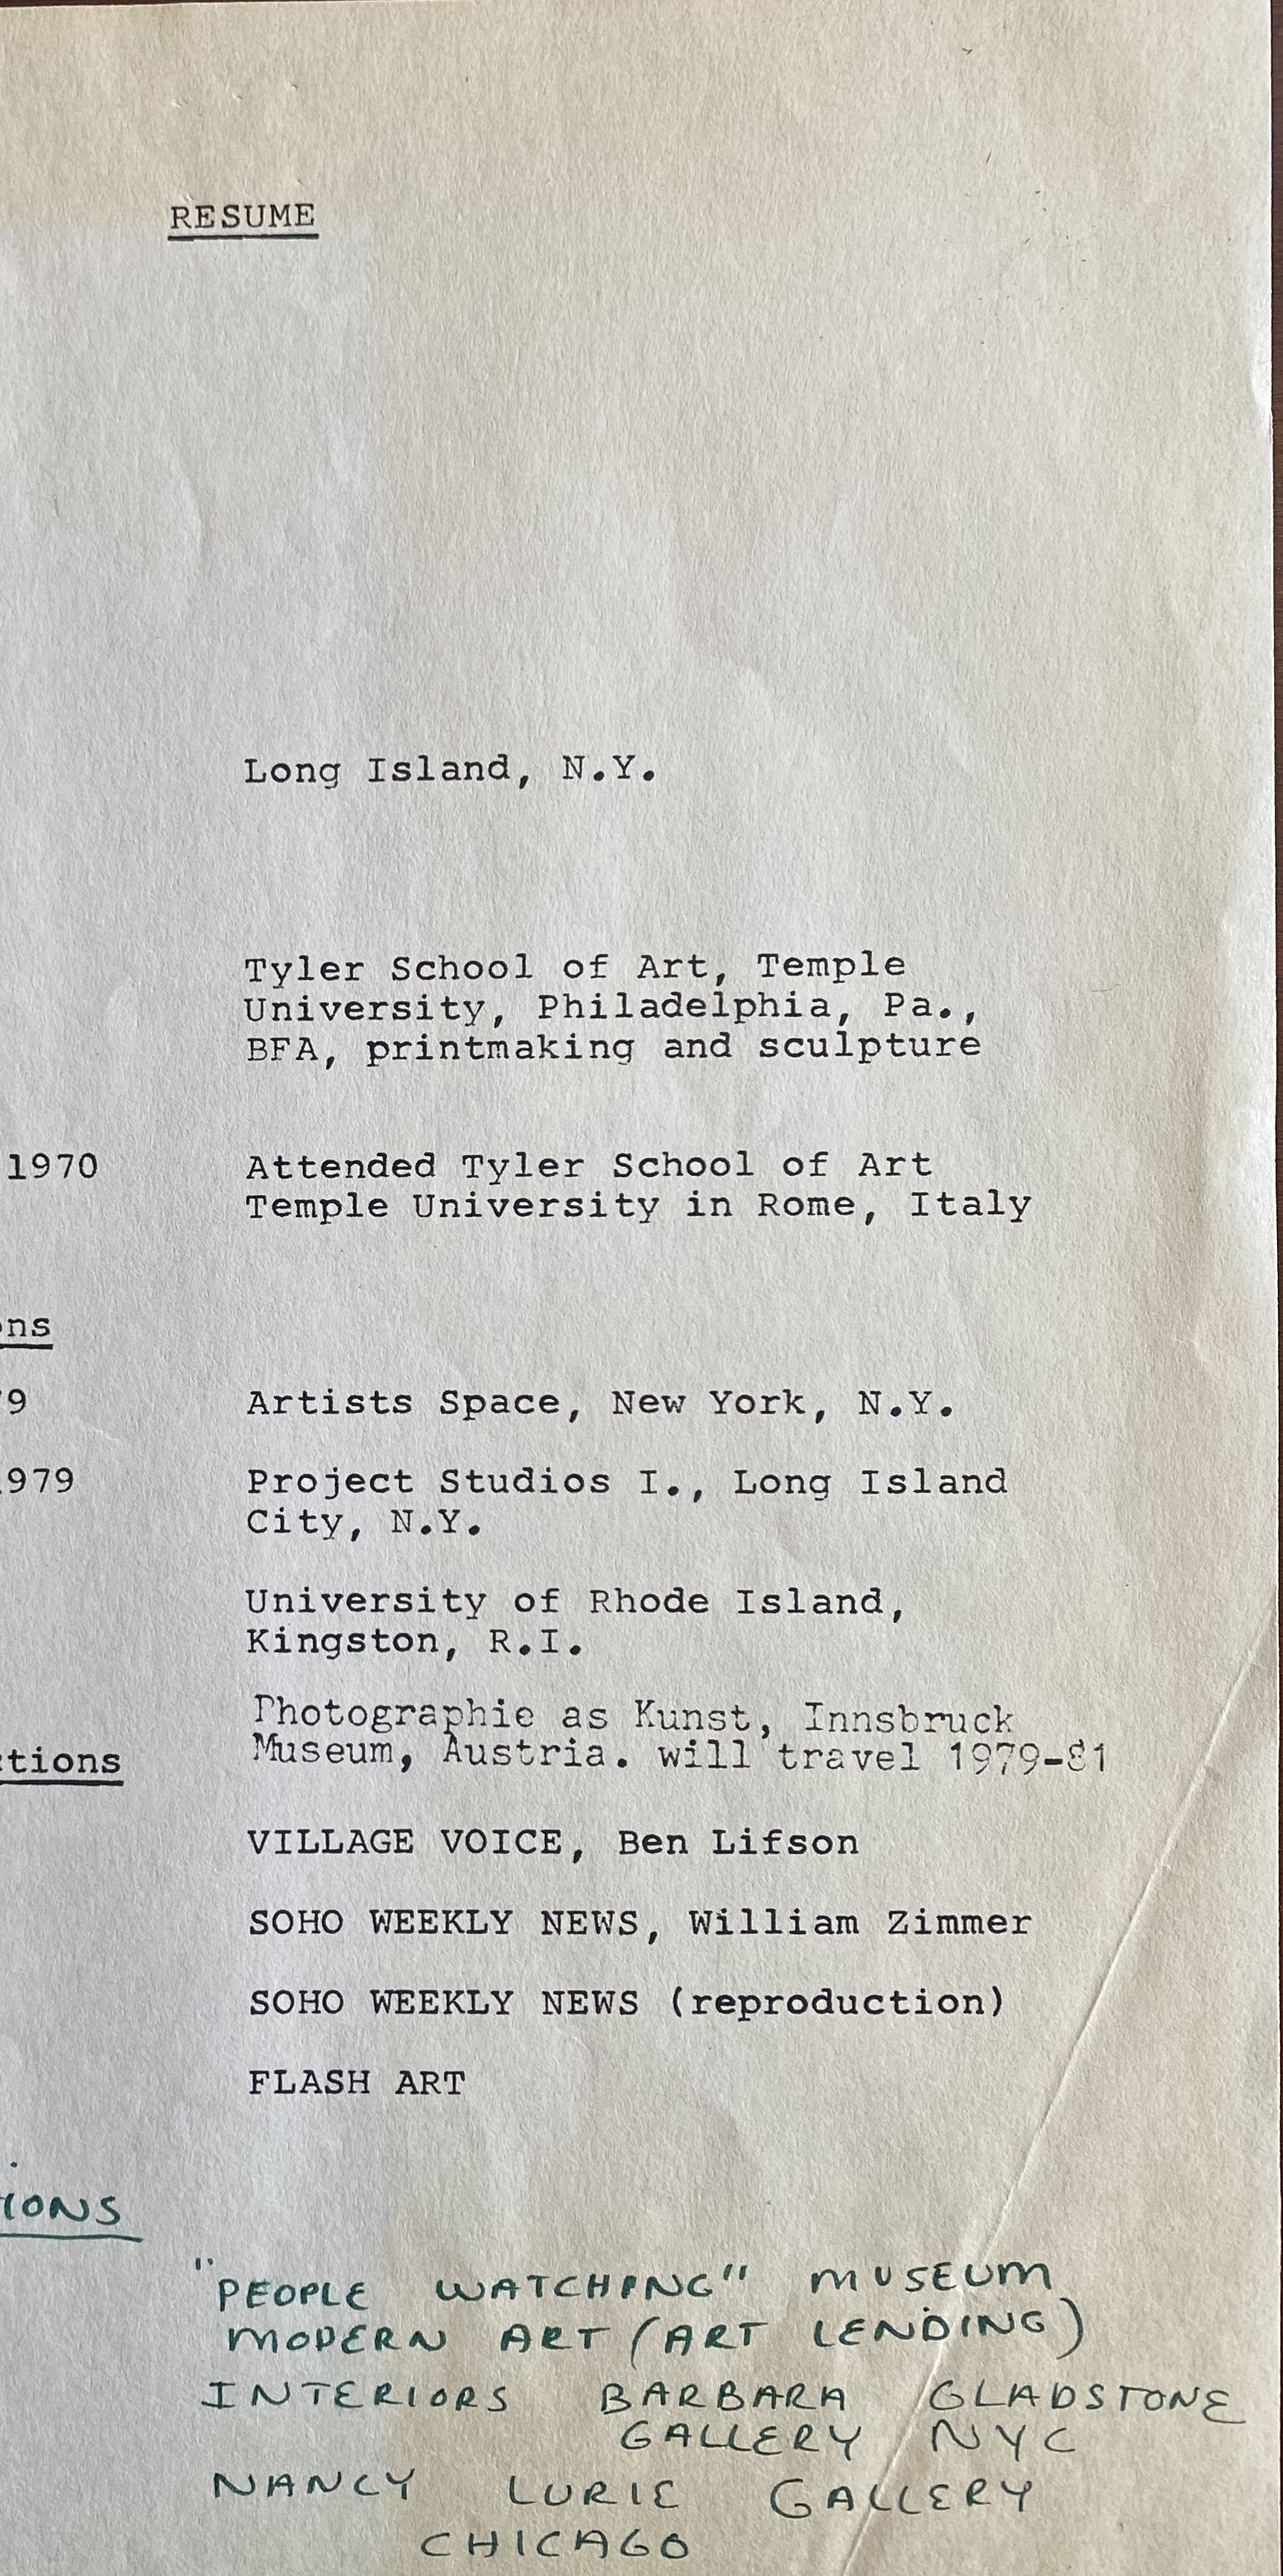 RESUME
Long Island, N.Y.
Tyler School of Art, Temple
University, Philadelphia, Pa.,
BFA, printmaking and sculpture
1970 Attended Tyler School of Art
Temple University in Rome, Italy
ns
9 Artists Space, New York, N.Y.
979 Project Studios I., Long Island
City, N.Y.
University of Rhode Island,
Kingston, R.I.
Photographie as Kunst, Innsbruck
Museum, Austria. will travel 1979-81
ctions
VILLAGE VOICE, Ben Lifson
SOHO WEEKLY NEWS, William Zimmer
SOHO WEEKLY NEWS (reproduction)
FLASH ART
IONS
"PEOPLE WATCHING" MUSEUM
MODERN ART (ART LENDING)
INTERIORS BARBARA GLADSTONE
GALLERY NYC
NANCY LURIE GALLERY
CHICAGO